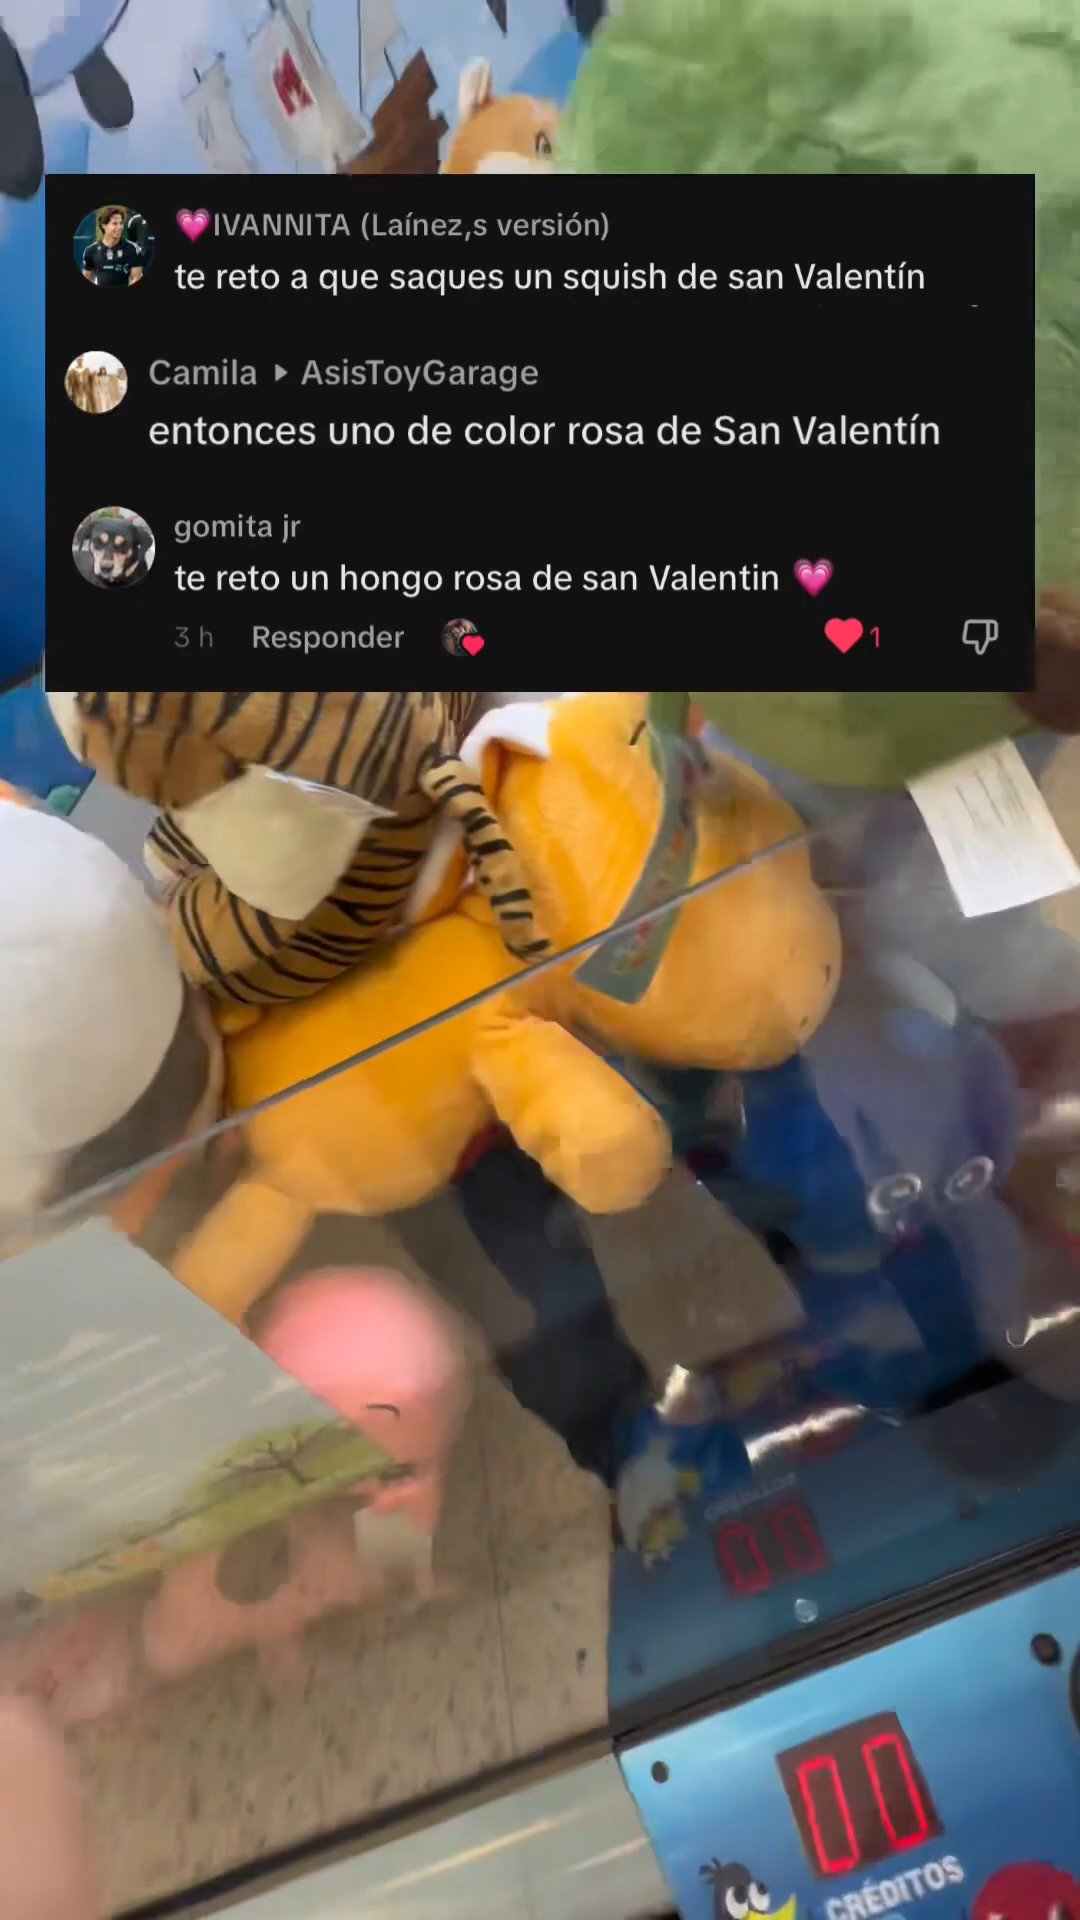 💗IVANNITA (Laínez,s versión)
te reto a que saques un squish de san Valentín
Camila ▸ AsisToyGarage
entonces uno de color rosa de San Valentín
gomita jr
te reto un hongo rosa de san Valentin 💗
3 h Responder 1
00
00
CRÉDITOS